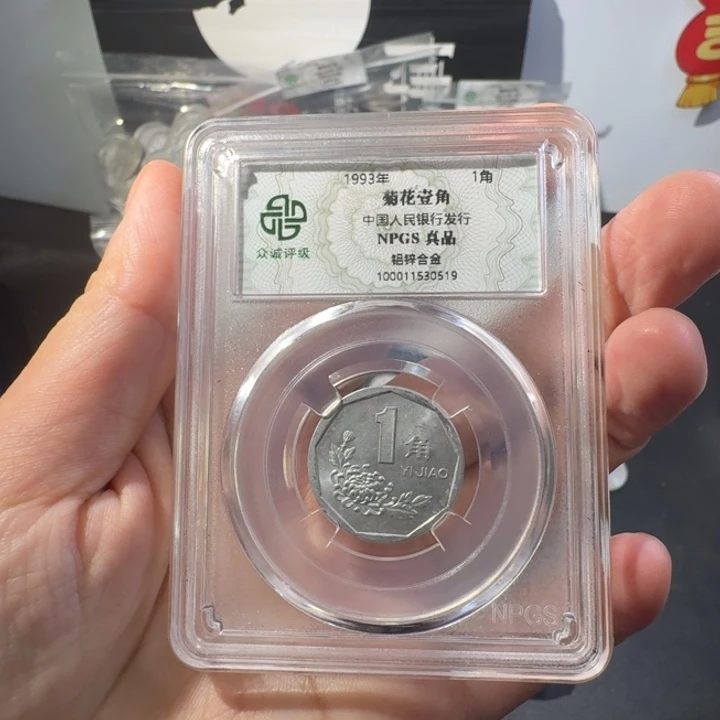 1993年 1角
菊花壹角
中国人民银行发行
NPGS 真品
铝锌合金
100011530519
众诚评级
1角
YI JIAO
NPGS